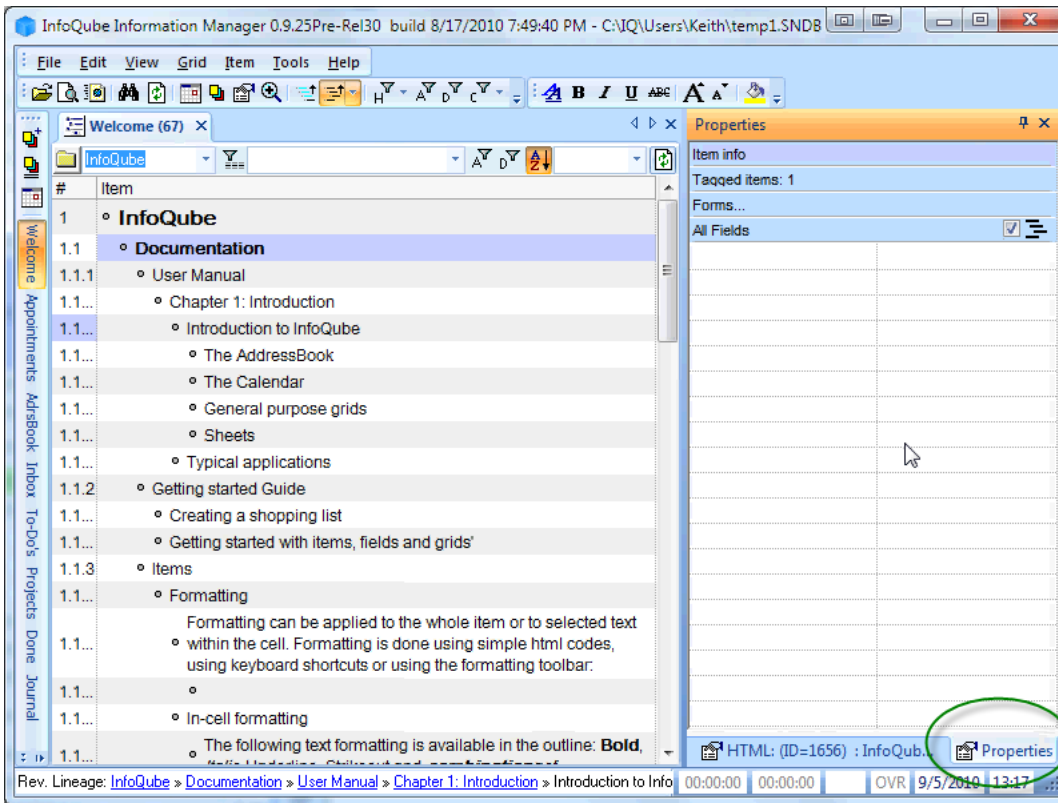 InfoQube Information Manager 0.9.25Pre-Rel30 build 8/17/2010 7:49:40 PM - C:\IQ\Users\Keith\temp1.SNDB
File Edit View Grid Item Tools Help
B I U ABC A A
Welcome (67)
InfoQube
# Item
1 InfoQube
1.1 Documentation
1.1.1 User Manual
1.1... Chapter 1: Introduction
1.1... Introduction to InfoQube
1.1... The AddressBook
1.1... The Calendar
1.1... General purpose grids
1.1... Sheets
1.1... Typical applications
1.1.2 Getting started Guide
1.1... Creating a shopping list
1.1... Getting started with items, fields and grids'
1.1.3 Items
1.1... Formatting
Formatting can be applied to the whole item or to selected text
1.1... within the cell. Formatting is done using simple html codes,
using keyboard shortcuts or using the formatting toolbar:
1.1...
1.1... In-cell formatting
1.1... The following text formatting is available in the outline: Bold,
Welcome
Appointments
AdrsBook
Inbox
To-Do's
Projects
Done
Journal
Properties
Item info
Tagged items: 1
Forms...
All Fields
HTML: (ID=1656) : InfoQub...
Properties
Rev. Lineage: InfoQube » Documentation » User Manual » Chapter 1: Introduction » Introduction to Info
00:00:00 00:00:00 OVR 9/5/2010 13:17